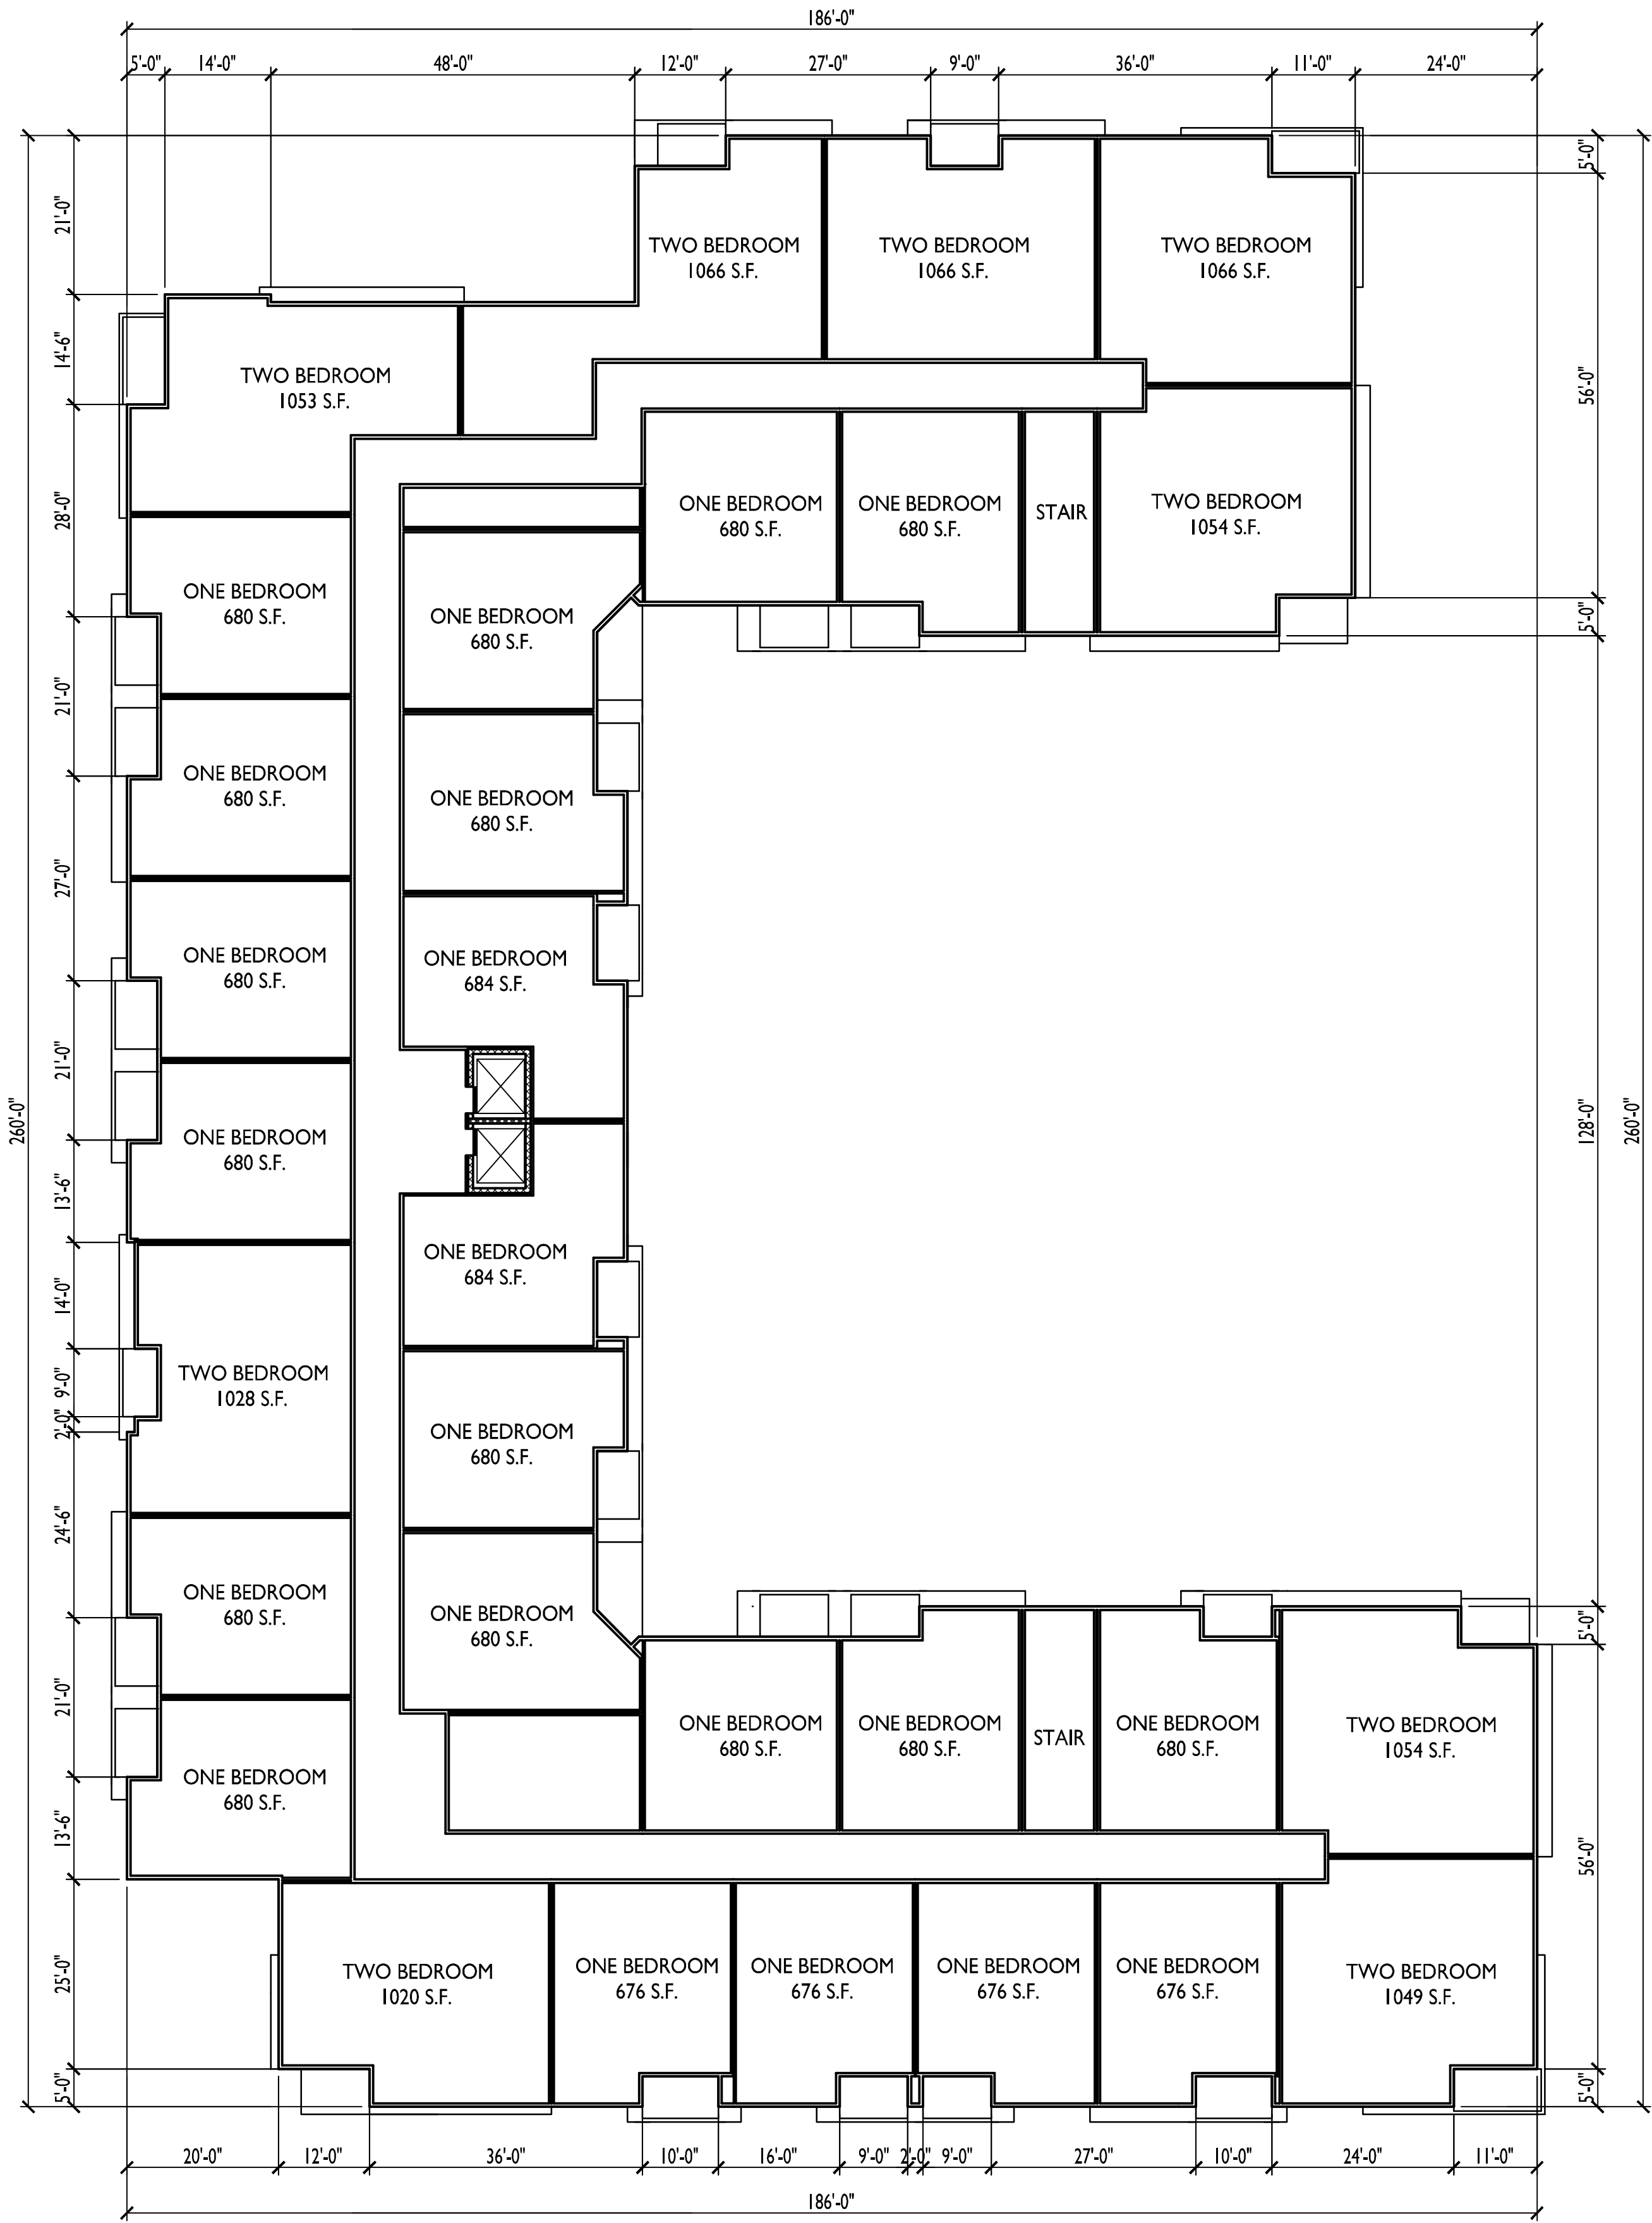 186'-0"
5'-0" 14'-0" 48'-0" 12'-0" 27'-0" 9'-0" 36'-0" 11'-0" 24'-0"
5'-0"
21'-0"
TWO BEDROOM
1066 S.F.
TWO BEDROOM
1066 S.F.
TWO BEDROOM
1066 S.F.
14'-6"
TWO BEDROOM
1053 S.F.
56'-0"
28'-0"
ONE BEDROOM
680 S.F.
ONE BEDROOM
680 S.F.
STAIR
TWO BEDROOM
1054 S.F.
ONE BEDROOM
680 S.F.
ONE BEDROOM
680 S.F.
5'-0"
21'-0"
ONE BEDROOM
680 S.F.
ONE BEDROOM
680 S.F.
27'-0"
ONE BEDROOM
680 S.F.
ONE BEDROOM
684 S.F.
21'-0"
260'-0"
ONE BEDROOM
680 S.F.
128'-0"
260'-0"
13'-6"
ONE BEDROOM
684 S.F.
14'-0"
9'-0"
2'-0"
TWO BEDROOM
1028 S.F.
ONE BEDROOM
680 S.F.
24'-6"
ONE BEDROOM
680 S.F.
ONE BEDROOM
680 S.F.
5'-0"
21'-0"
ONE BEDROOM
680 S.F.
ONE BEDROOM
680 S.F.
ONE BEDROOM
680 S.F.
STAIR
ONE BEDROOM
680 S.F.
TWO BEDROOM
1054 S.F.
13'-6"
56'-0"
25'-0"
TWO BEDROOM
1020 S.F.
ONE BEDROOM
676 S.F.
ONE BEDROOM
676 S.F.
ONE BEDROOM
676 S.F.
ONE BEDROOM
676 S.F.
TWO BEDROOM
1049 S.F.
5'-0"
5'-0"
20'-0" 12'-0" 36'-0" 10'-0" 16'-0" 9'-0" 2'-0" 9'-0" 27'-0" 10'-0" 24'-0" 11'-0"
186'-0"